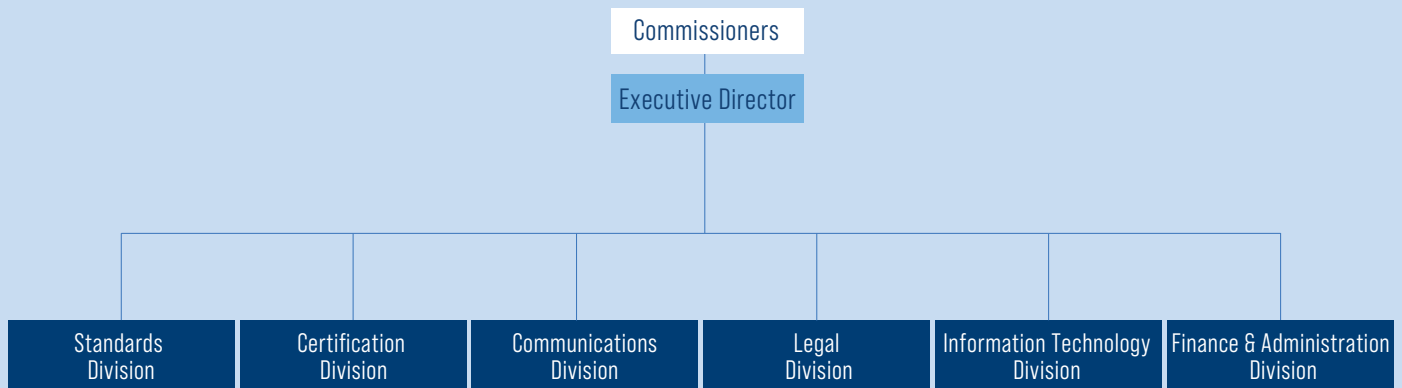 Commissioners
Executive Director
Standards
Division
Certification
Division
Communications
Division
Legal
Division
Information Technology
Division
Finance & Administration
Division